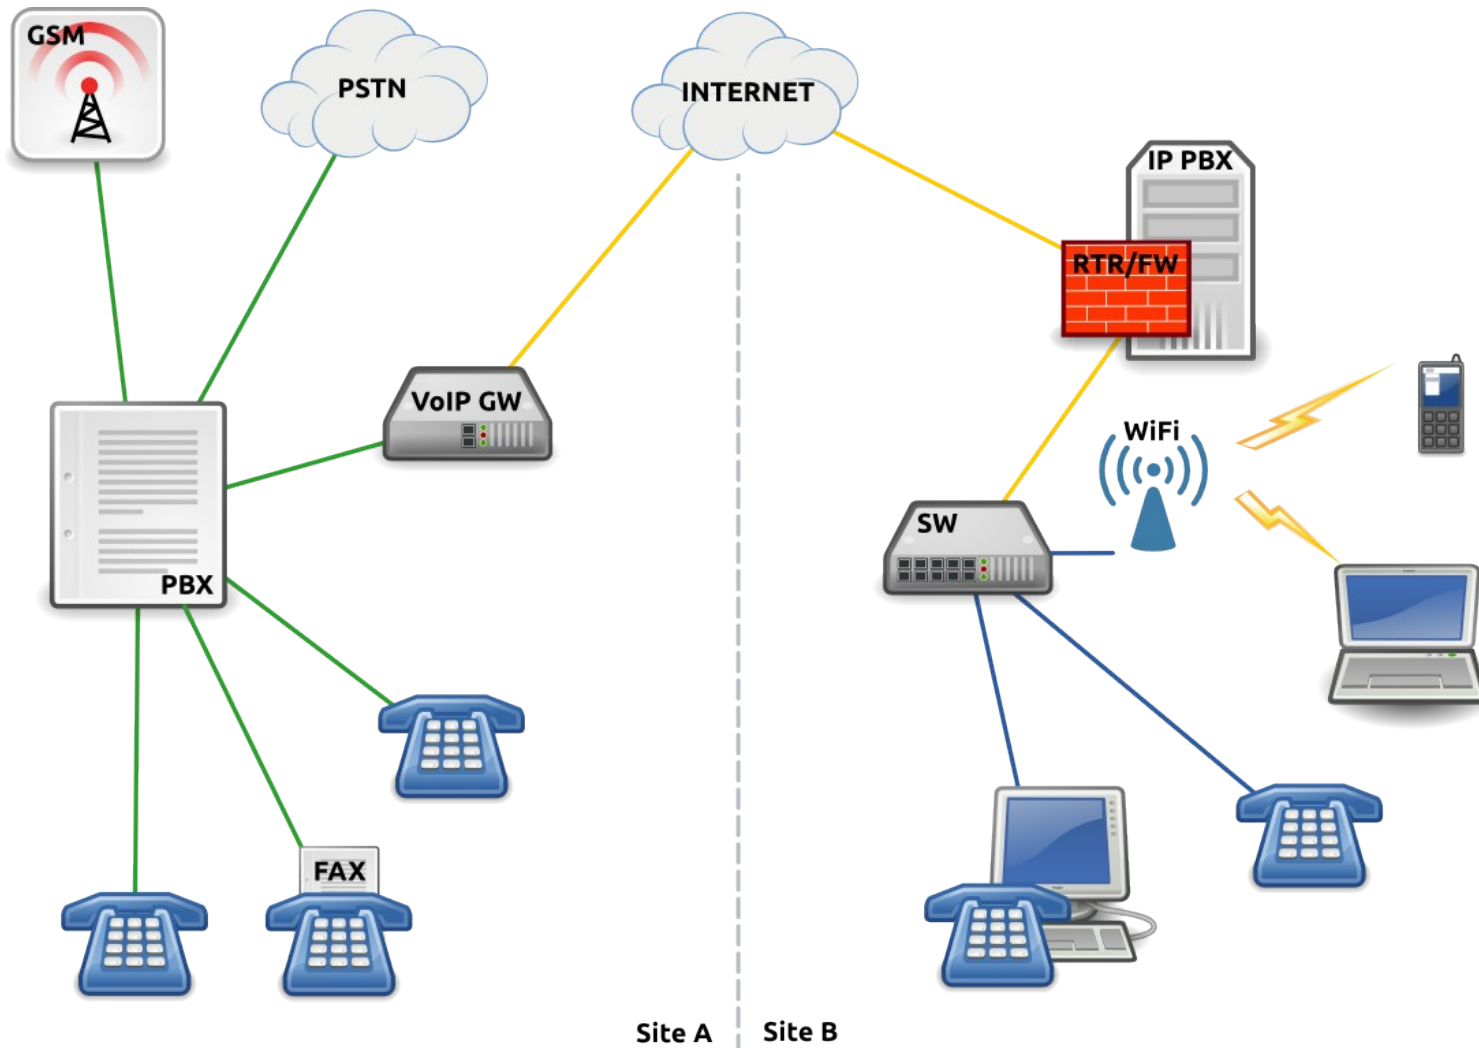 GSM
PSTN
INTERNET
IP PBX
RTR/FW
VoIP GW
WiFi
SW
PBX
FAX
Site A
Site B